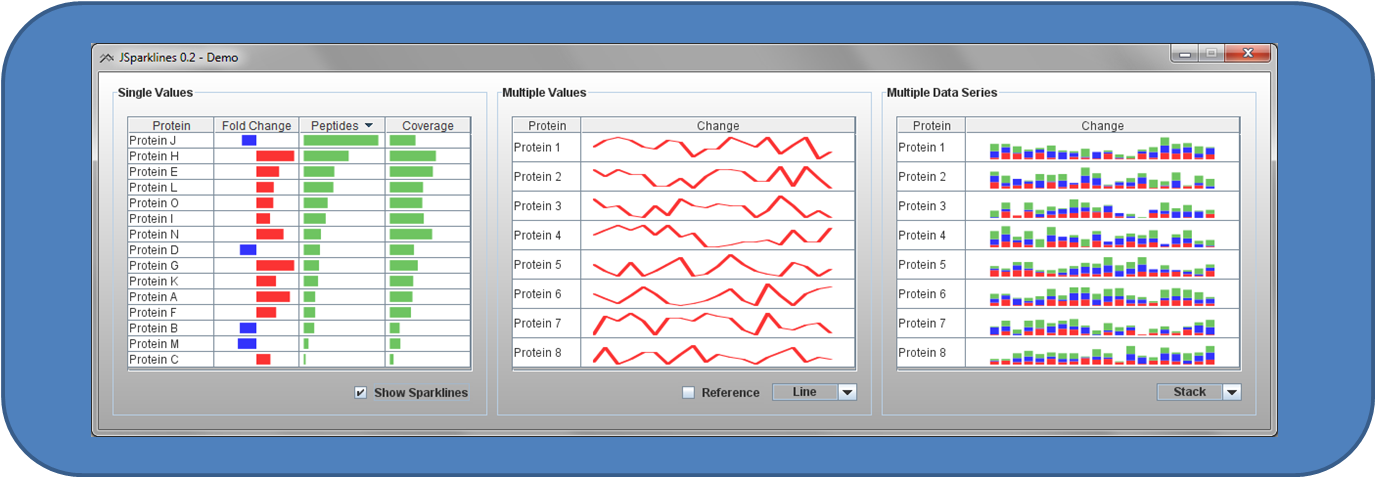 JSparklines 0.2 - Demo
Single Values
Protein Fold Change Peptides Coverage
Protein J
Protein H
Protein E
Protein L
Protein O
Protein I
Protein N
Protein D
Protein G
Protein K
Protein A
Protein F
Protein B
Protein M
Protein C
Show Sparklines
Multiple Values
Protein Change
Protein 1
Protein 2
Protein 3
Protein 4
Protein 5
Protein 6
Protein 7
Protein 8
Reference Line
Multiple Data Series
Protein Change
Protein 1
Protein 2
Protein 3
Protein 4
Protein 5
Protein 6
Protein 7
Protein 8
Stack